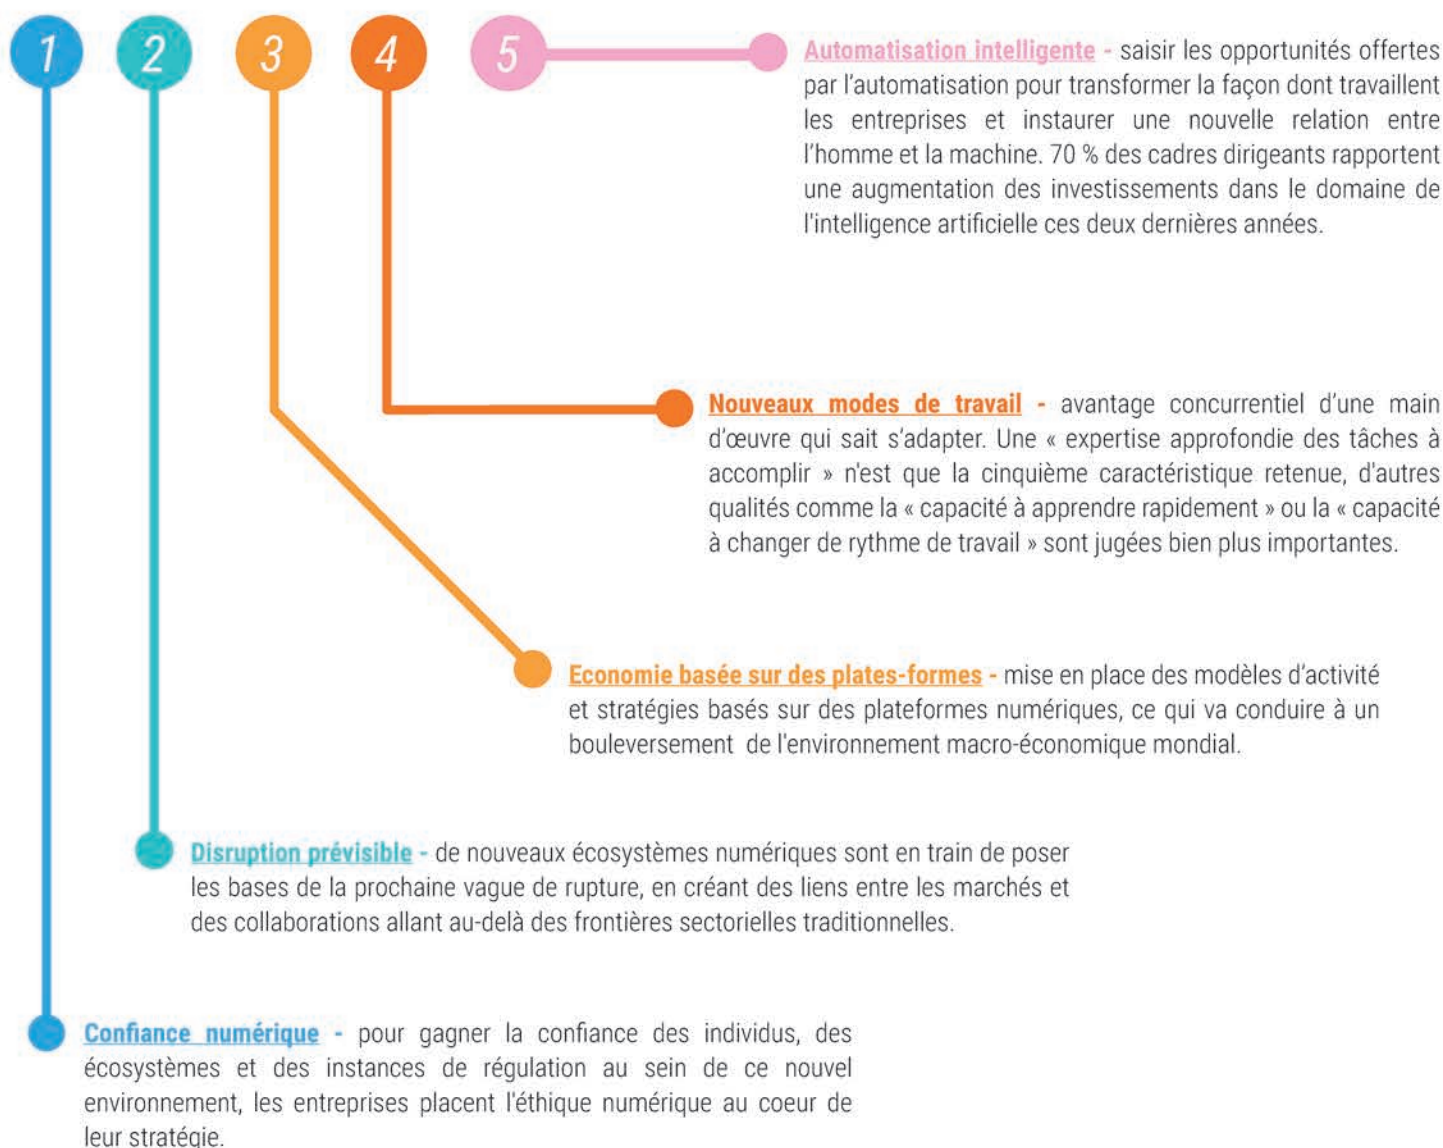 1 2 3 4 5
Automatisation intelligente - saisir les opportunités offertes
par l'automatisation pour transformer la façon dont travaillent
les entreprises et instaurer une nouvelle relation entre
l'homme et la machine. 70 % des cadres dirigeants rapportent
une augmentation des investissements dans le domaine de
l'intelligence artificielle ces deux dernières années.
Nouveaux modes de travail - avantage concurrentiel d'une main
d'œuvre qui sait s'adapter. Une « expertise approfondie des tâches à
accomplir » n'est que la cinquième caractéristique retenue, d'autres
qualités comme la « capacité à apprendre rapidement » ou la « capacité
à changer de rythme de travail » sont jugées bien plus importantes.
Economie basée sur des plates-formes - mise en place des modèles d'activité
et stratégies basés sur des plateformes numériques, ce qui va conduire à un
bouleversement de l'environnement macro-économique mondial.
Disruption prévisible - de nouveaux écosystèmes numériques sont en train de poser
les bases de la prochaine vague de rupture, en créant des liens entre les marchés et
des collaborations allant au-delà des frontières sectorielles traditionnelles.
Confiance numérique - pour gagner la confiance des individus, des
écosystèmes et des instances de régulation au sein de ce nouvel
environnement, les entreprises placent l'éthique numérique au coeur de
leur stratégie.